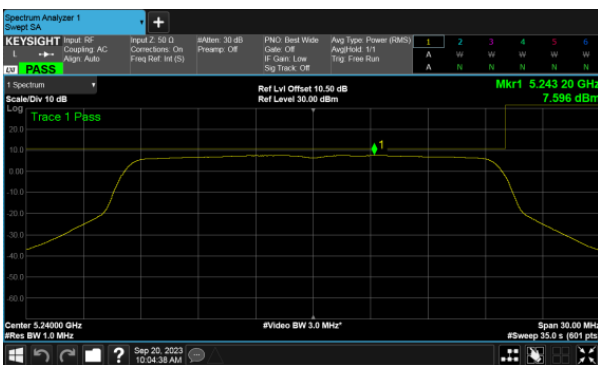 Spectrum Analyzer 1
Swept SA
+
KEYSIGHT
L
LXI
PASS
Input: RF
Coupling: AC
Align: Auto
Input Z: 50 Ω
Corrections: On
Freq Ref: Int (S)
#Atten: 30 dB
Preamp: Off
PNO: Best Wide
Gate: Off
IF Gain: Low
Sig Track: Off
Avg Type: Power (RMS)
Avg|Hold: 1/1
Trig: Free Run
1 2 3 4 5 6
A W W W W W
A N N N N N
1 Spectrum
Scale/Div 10 dB
Ref Lvl Offset 10.50 dB
Ref Level 30.00 dBm
Mkr1 5.243 20 GHz
7.596 dBm
Log
Trace 1 Pass
1
20.0
10.0
0.00
-10.0
-20.0
-30.0
-40.0
-50.0
-60.0
Center 5.24000 GHz
#Res BW 1.0 MHz
#Video BW 3.0 MHz*
Span 30.00 MHz
#Sweep 35.0 s (601 pts)
?
Sep 20, 2023
10:04:38 AM